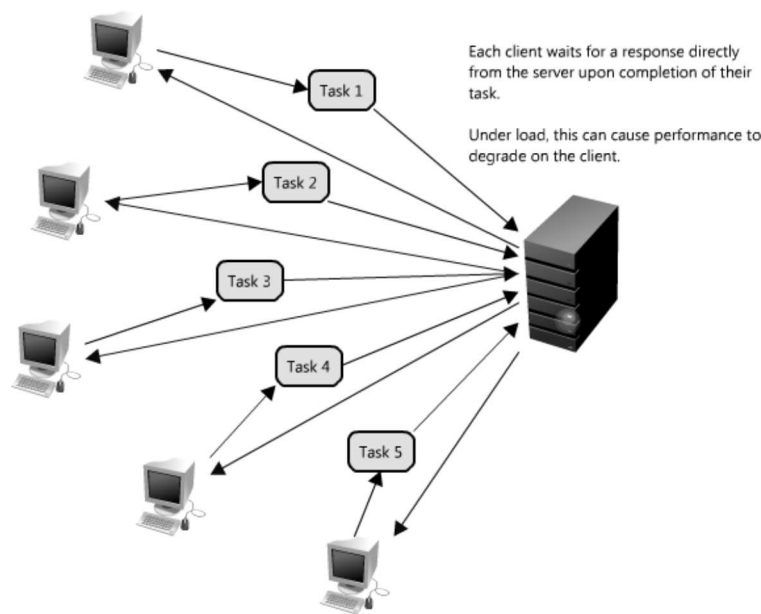 Each client waits for a response directly
from the server upon completion of their
task.
Under load, this can cause performance to
degrade on the client.
Task 1
Task 2
Task 3
Task 4
Task 5